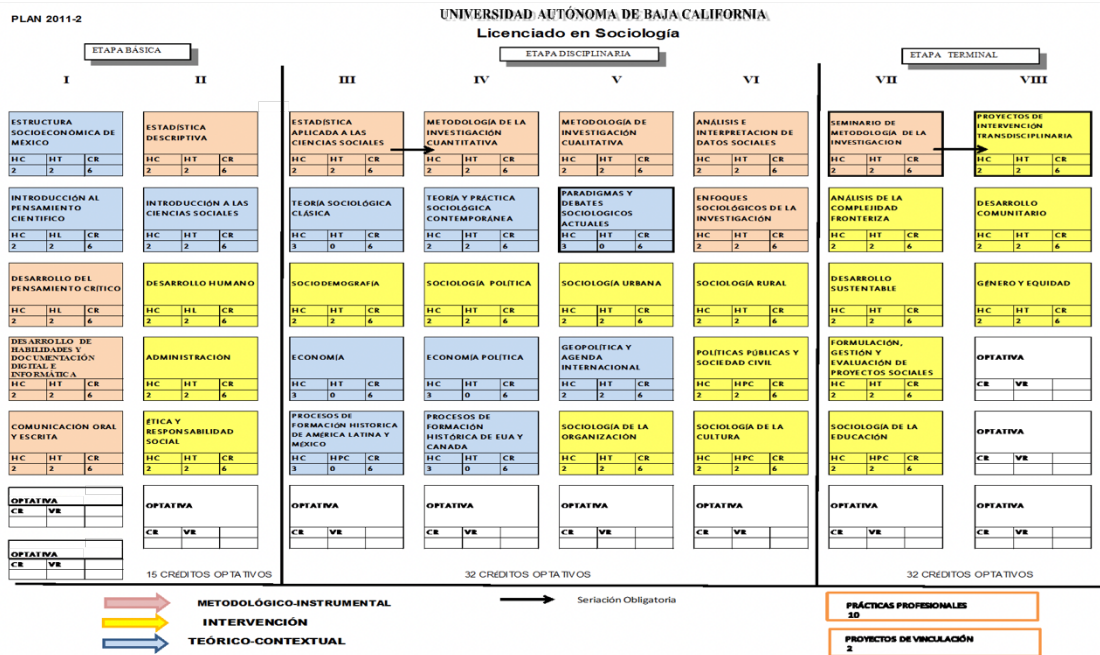 PLAN 2011-2
UNIVERSIDAD AUTÓNOMA DE BAJA CALIFORNIA
Licenciado en Sociología
ETAPA BÁSICA
ETAPA DISCIPLINARIA
ETAPA TERMINAL
I II III IV V VI VII VIII
ESTRUCTURA
SOCIOECONÓMICA DE
MÉXICO
HC HT CR
2 2 6
ESTADÍSTICA
DESCRIPTIVA
HC HT CR
2 2 6
ESTADÍSTICA
APLICADA A LAS
CIENCIAS SOCIALES
HC HT CR
2 2 6
METODOLOGÍA DE LA
INVESTIGACIÓN
CUANTITATIVA
HC HT CR
2 2 6
METODOLOGÍA DE
INVESTIGACIÓN
CUALITATIVA
HC HT CR
2 2 6
ANÁLISIS E
INTERPRETACION DE
DATOS SOCIALES
HC HT CR
2 2 6
SEMINARIO DE
METODOLOGÍA DE LA
INVESTIGACION
HC HT CR
2 2 6
PROYECTOS DE
INTERVENCIÓN
TRANSDISCIPLINARIA
HC HT CR
2 2 6
INTRODUCCIÓN AL
PENSAMIENTO
CIENTIFICO
HC HL CR
2 2 6
INTRODUCCIÓN A LAS
CIENCIAS SOCIALES
HC HT CR
2 2 6
TEORÍA SOCIOLÓGICA
CLÁSICA
HC HT CR
3 0 6
TEORÍA Y PRÁCTICA
SOCIOLÓGICA
CONTEMPORÁNEA
HC HT CR
2 2 6
PARADIGMAS Y
DEBATES
SOCIOLOGICOS
ACTUALES
HC HT CR
3 0 6
ENFOQUES
SOCIOLÓGICOS DE LA
INVESTIGACIÓN
HC HT CR
2 2 6
ANÁLISIS DE LA
COMPLEJIDAD
FRONTERIZA
HC HT CR
2 2 6
DESARROLLO
COMUNITARIO
HC HT CR
2 2 6
DESARROLLO DEL
PENSAMIENTO CRÍTICO
HC HL CR
2 2 6
DESARROLLO HUMANO
HC HL CR
2 2 6
SOCIODEMOGRAFÍA
HC HT CR
2 2 6
SOCIOLOGÍA POLÍTICA
HC HT CR
2 2 6
SOCIOLOGÍA URBANA
HC HT CR
2 2 6
SOCIOLOGÍA RURAL
HC HT CR
2 2 6
DESARROLLO
SUSTENTABLE
HC HT CR
2 2 6
GÉNERO Y EQUIDAD
HC HT CR
2 2 6
DESARROLLO DE
HABILIDADES Y
DOCUMENTACIÓN
DIGITAL E
INFORMÁTICA
HC HT CR
2 2 6
ADMINISTRACIÓN
HC HT CR
2 2 6
ECONOMÍA
HC HT CR
3 0 6
ECONOMÍA POLÍTICA
HC HT CR
3 0 6
GEOPOLÍTICA Y
AGENDA
INTERNACIONAL
HC HT CR
2 2 6
POLÍTICAS PÚBLICAS Y
SOCIEDAD CIVIL
HC HPC CR
2 2 6
FORMULACIÓN,
GESTIÓN Y
EVALUACIÓN DE
PROYECTOS SOCIALES
HC HT CR
2 2 6
OPTATIVA
CR VR
COMUNICACIÓN ORAL
Y ESCRITA
HC HT CR
2 2 6
ÉTICA Y
RESPONSABILIDAD
SOCIAL
HC HT CR
2 2 6
PROCESOS DE
FORMACIÓN HISTORICA
DE AMÉRICA LATINA Y
MÉXICO
HC HPC CR
3 0 6
PROCESOS DE
FORMACIÓN
HISTÓRICA DE EUA Y
CANADA
HC HT CR
3 0 6
SOCIOLOGÍA DE LA
ORGANIZACIÓN
HC HT CR
2 2 6
SOCIOLOGÍA DE LA
CULTURA
HC HPC CR
2 2 6
SOCIOLOGÍA DE LA
EDUCACIÓN
HC HPC CR
2 2 6
OPTATIVA
CR VR
OPTATIVA
CR VR
OPTATIVA
CR VR
OPTATIVA
CR VR
OPTATIVA
CR VR
OPTATIVA
CR VR
OPTATIVA
CR VR
OPTATIVA
CR VR
OPTATIVA
CR VR
OPTATIVA
CR VR
15 CRÉDITOS OPTATIVOS
32 CRÉDITOS OPTATIVOS
32 CRÉDITOS OPTATIVOS
METODOLÓGICO-INSTRUMENTAL
INTERVENCIÓN
TEÓRICO-CONTEXTUAL
Seriación Obligatoria
PRÁCTICAS PROFESIONALES
10
PROYECTOS DE VINCULACIÓN
2